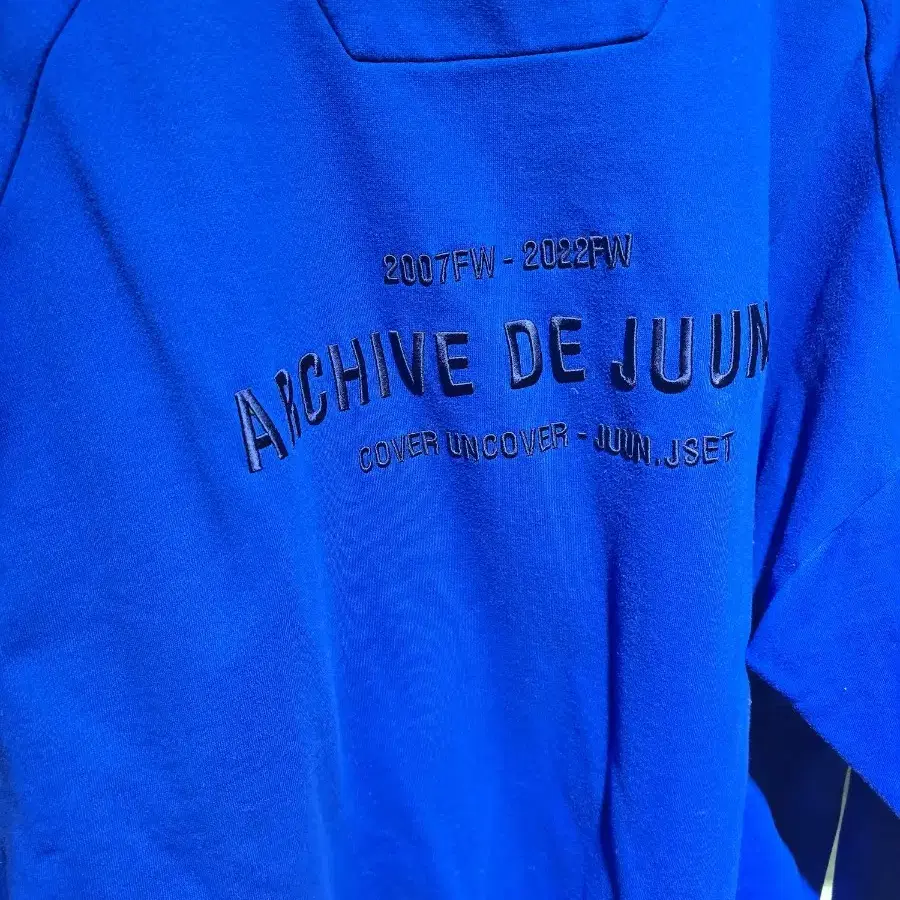 2007FW - 2022FW
ARCHIVE DE JUUN
COVER UNCOVER - JUUN.JSET